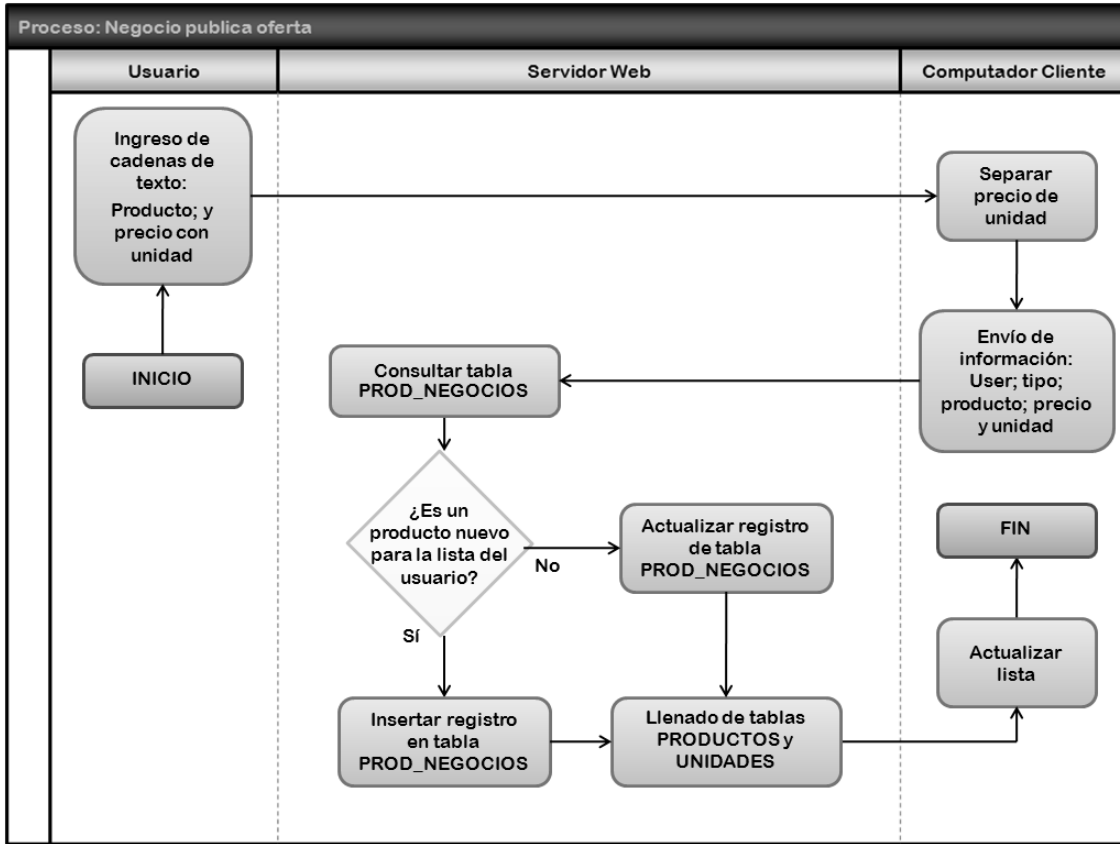 Proceso: Negocio publica oferta
Usuario
Servidor Web
Computador Cliente
Ingreso de
cadenas de
texto:
Producto; y
precio con
unidad
Separar
precio de
unidad
INICIO
Consultar tabla
PROD_NEGOCIOS
Envío de
información:
User; tipo;
producto; precio
y unidad
¿Es un
producto nuevo
para la lista del
usuario?
No
Sí
Actualizar registro
de tabla
PROD_NEGOCIOS
FIN
Insertar registro
en tabla
PROD_NEGOCIOS
Llenado de tablas
PRODUCTOS y
UNIDADES
Actualizar
lista